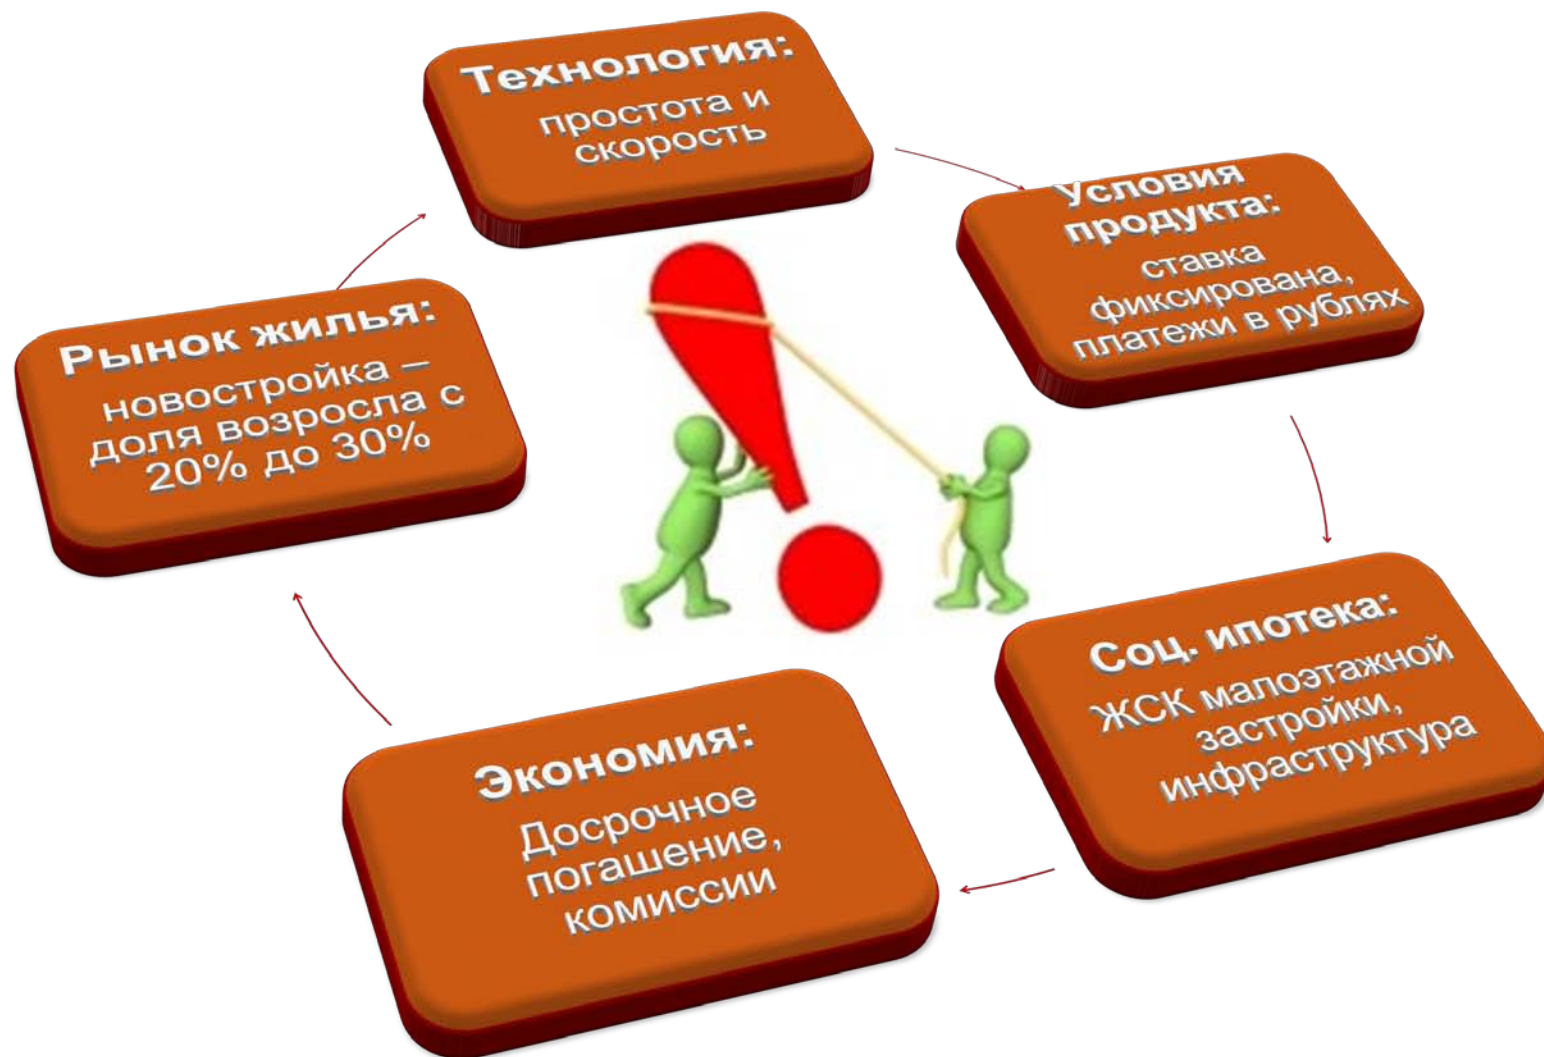 Технология:
простота и
скорость
Условия
продукта:
ставка
фиксирована,
платежи в рублях
Соц. ипотека:
ЖСК малоэтажной
застройки,
инфраструктура
Экономия:
Досрочное
погашение,
комиссии
Рынок жилья:
новостройка –
доля возросла с
20% до 30%